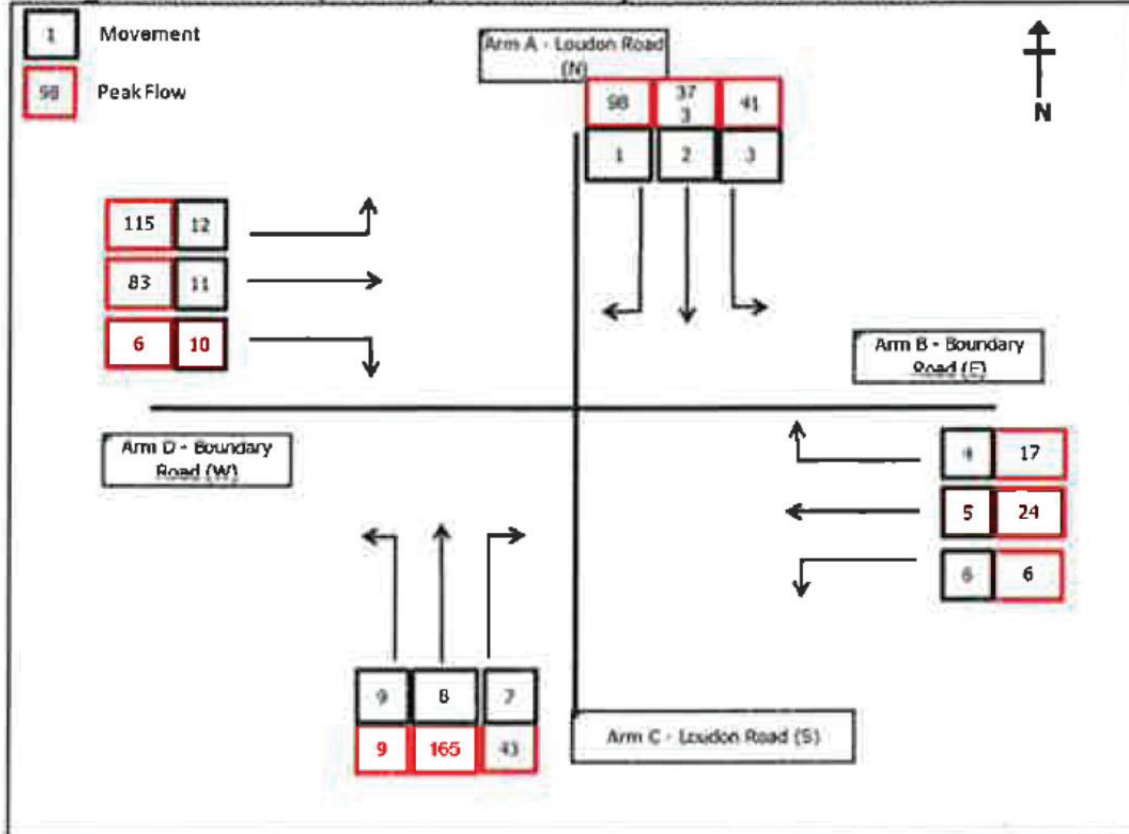 1 Movement
98 Peak Flow
Arm A - Loudon Road
(N)
N
98 37 41
3
1 2 3
115 12
83 11
6 10
Arm B - Boundary
Road (E)
Arm D - Boundary
Road (W)
4 17
5 24
6 6
9 8 7
9 165 43
Arm C - Loudon Road (S)